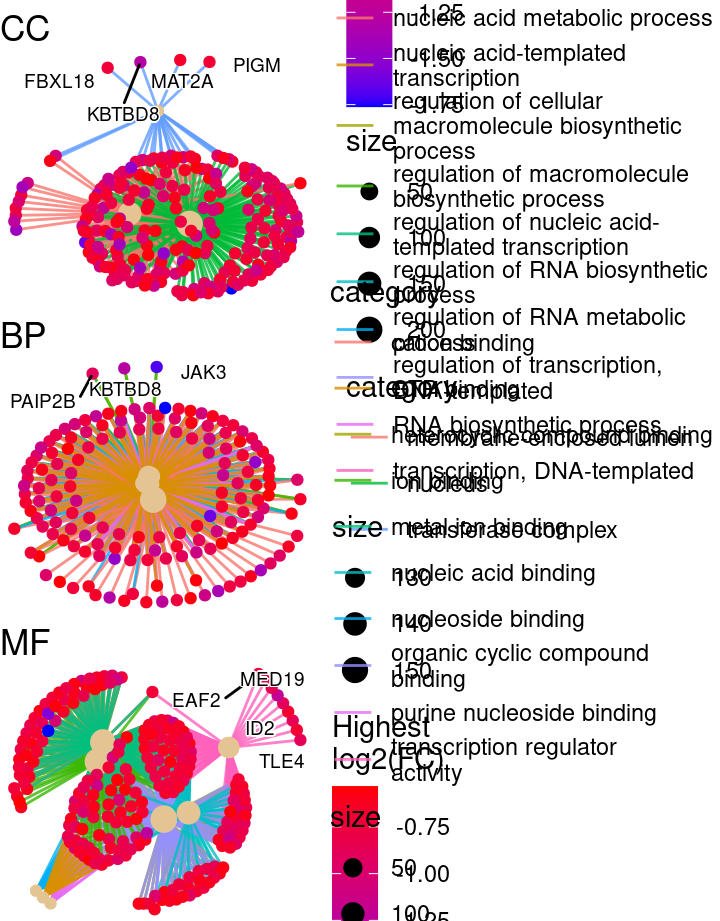 CC
FBXL18
MAT2A
PIGM
KBTBD8
BP
JAK3
KBTBD8
PAIP2B
MF
MED19
EAF2
ID2
TLE4
-1.25
nucleic acid metabolic process
-1.50
nucleic acid-templated
transcription
-1.75
regulation of cellular
macromolecule biosynthetic
process
size
regulation of macromolecule
biosynthetic process
50
regulation of nucleic acid-
templated transcription
100
regulation of RNA biosynthetic
process
150
category
regulation of RNA metabolic
process
200
cation binding
regulation of transcription,
DNA-templated
category
DNA binding
RNA biosynthetic process
heterocyclic compound binding
membrane-enclosed lumen
transcription, DNA-templated
ion binding
nucleus
size
metal ion binding
transferase complex
nucleic acid binding
130
nucleoside binding
140
organic cyclic compound
binding
150
purine nucleoside binding
Highest
log2(FC)
transcription regulator
activity
size
-0.75
50
-1.00
100
-1.25